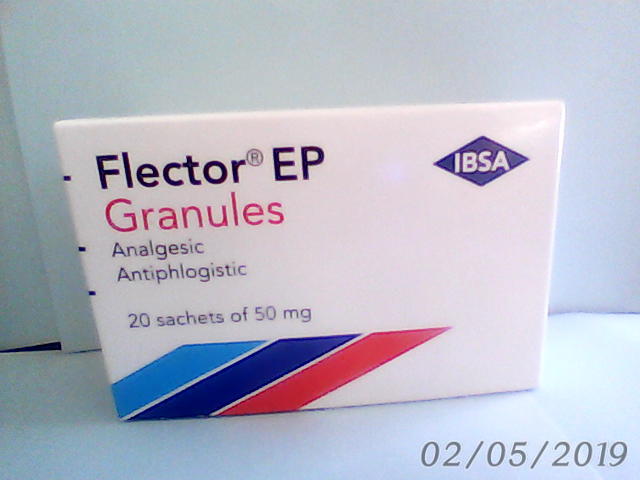 Flector® EP
IBSA
Granules
Analgesic
Antiphlogistic
20 sachets of 50 mg
02/05/2019